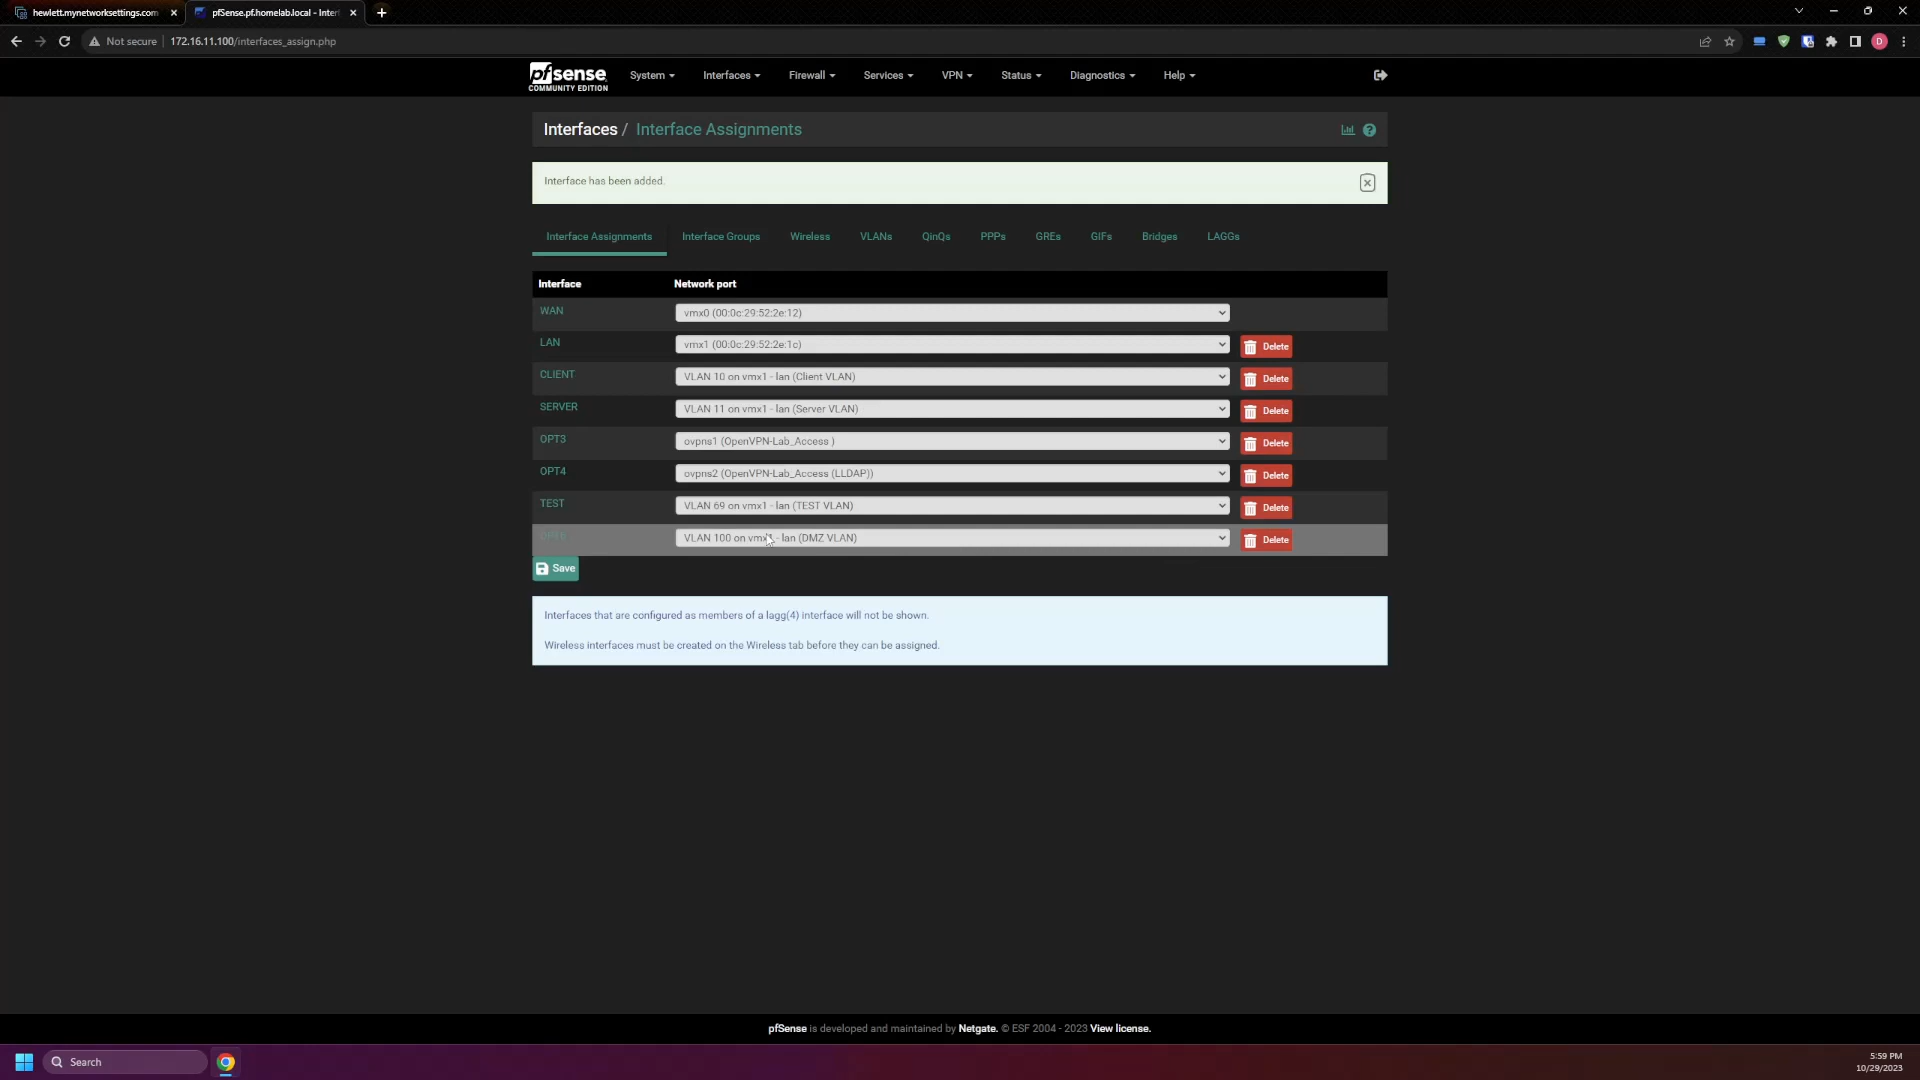 hewlett.mynetworksettings.com
pfSense.pf.homelab.local - Inter
Not secure
172.16.11.100/interfaces_assign.php
D
pfsense
COMMUNITY EDITION
System
Interfaces
Firewall
Services
VPN
Status
Diagnostics
Help
Interfaces / Interface Assignments
Interface has been added.
Interface Assignments
Interface Groups
Wireless
VLANs
QinQs
PPPs
GREs
GIFs
Bridges
LAGGs
Interface Network port
WAN vmx0 (00:0c:29:52:2e:12)
LAN vmx1 (00:0c:29:52:2e:1c) Delete
CLIENT VLAN 10 on vmx1 - lan (Client VLAN) Delete
SERVER VLAN 11 on vmx1 - lan (Server VLAN) Delete
OPT3 ovpns1 (OpenVPN-Lab_Access ) Delete
OPT4 ovpns2 (OpenVPN-Lab_Access (LLDAP)) Delete
TEST VLAN 69 on vmx1 - lan (TEST VLAN) Delete
VLAN 100 on vmx1 - lan (DMZ VLAN) Delete
Save
Interfaces that are configured as members of a lagg(4) interface will not be shown.
Wireless interfaces must be created on the Wireless tab before they can be assigned.
pfSense is developed and maintained by Netgate. © ESF 2004 - 2023 View license.
Search
5:59 PM
10/29/2023